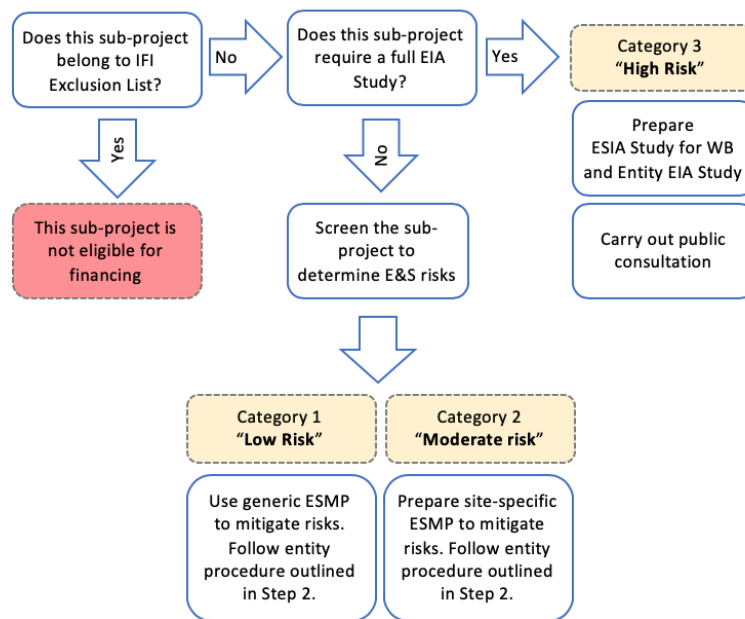 Does this sub-project
belong to IFI
Exclusion List?
No
Does this sub-project
require a full EIA
Study?
Yes
Category 3
“High Risk”
Prepare
ESIA Study for WB
and Entity EIA Study
Carry out public
consultation
Yes
This sub-project is
not eligible for
financing
No
Screen the sub-
project to
determine E&S risks
Category 1
“Low Risk”
Use generic ESMP
to mitigate risks.
Follow entity
procedure outlined
in Step 2.
Category 2
“Moderate risk”
Prepare site-specific
ESMP to mitigate
risks. Follow entity
procedure outlined
in Step 2.